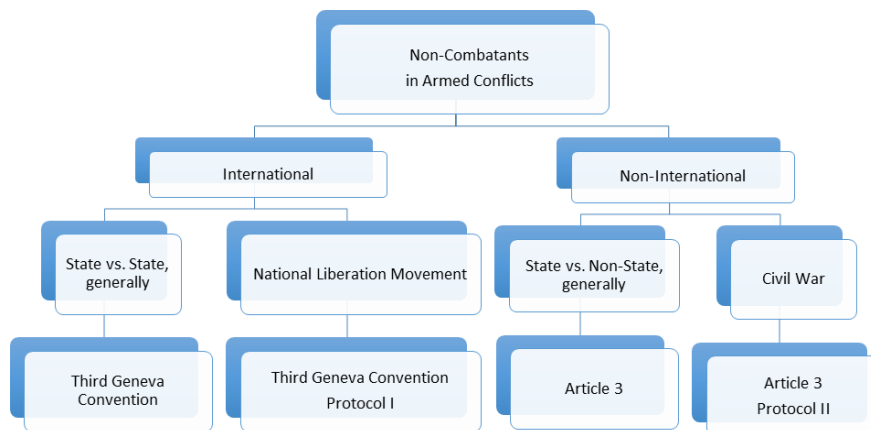 Non-Combatants
in Armed Conflicts
International
Non-International
State vs. State,
generally
National Liberation Movement
State vs. Non-State,
generally
Civil War
Third Geneva
Convention
Third Geneva Convention
Protocol I
Article 3
Article 3
Protocol II